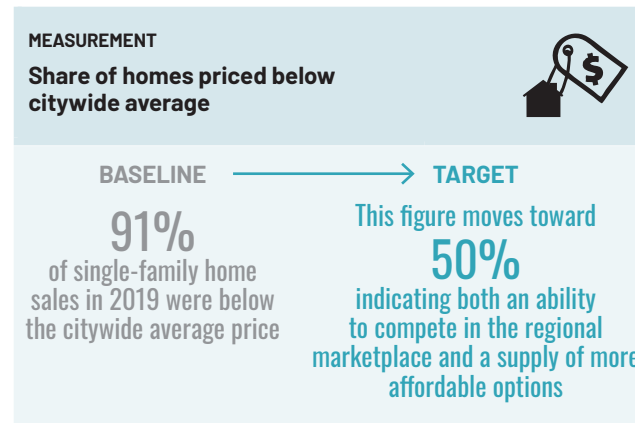 MEASUREMENT
Share of homes priced below
citywide average
$
BASELINE
TARGET
91%
of single-family home
sales in 2019 were below
the citywide average price
This figure moves toward
50%
indicating both an ability
to compete in the regional
marketplace and a supply of more
affordable options